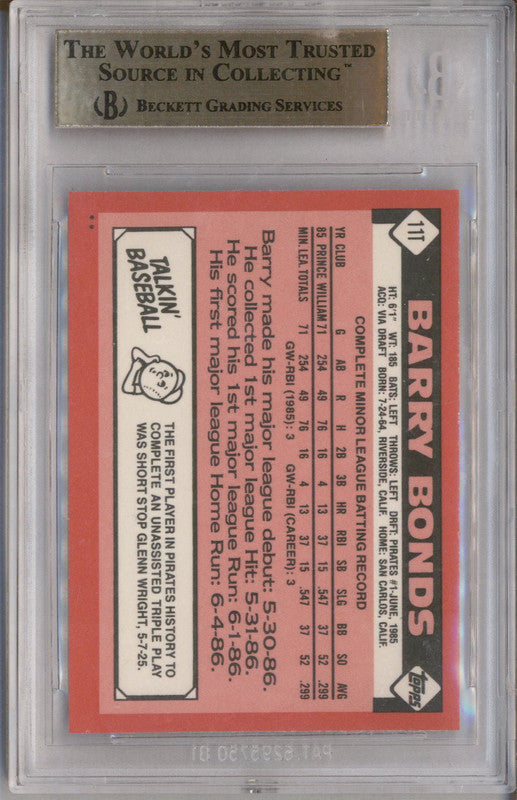 THE WORLD'S MOST TRUSTED
SOURCE IN COLLECTING™
(B) BECKETT GRADING SERVICES
11T
BARRY BONDS
topps
HT: 6'1" WT: 185 BATS: LEFT THROWS: LEFT DRFT: PIRATES #1-JUNE, 1985
ACQ: VIA DRAFT BORN: 7-24-64, RIVERSIDE, CALIF. HOME: SAN CARLOS, CALIF.
COMPLETE MINOR LEAGUE BATTING RECORD
YR CLUB G AB R H 2B 3B HR RBI SB SLG BB SO AVG
85 PRINCE WILLIAM 71 254 49 76 16 4 13 37 15 .547 37 52 .299
MIN. LEA. TOTALS 71 254 49 76 16 4 13 37 15 .547 37 52 .299
GW-RBI (1985): 3 GW-RBI (CAREER): 3
Barry made his major league debut: 5-30-86.
He collected 1st major league Hit: 5-31-86.
He scored his 1st major league Run: 6-1-86.
His first major league Home Run: 6-4-86.
TALKIN'
BASEBALL
THE FIRST PLAYER IN PIRATES HISTORY TO
COMPLETE AN UNASSISTED TRIPLE PLAY
WAS SHORT STOP GLENN WRIGHT, 5-7-25.
**